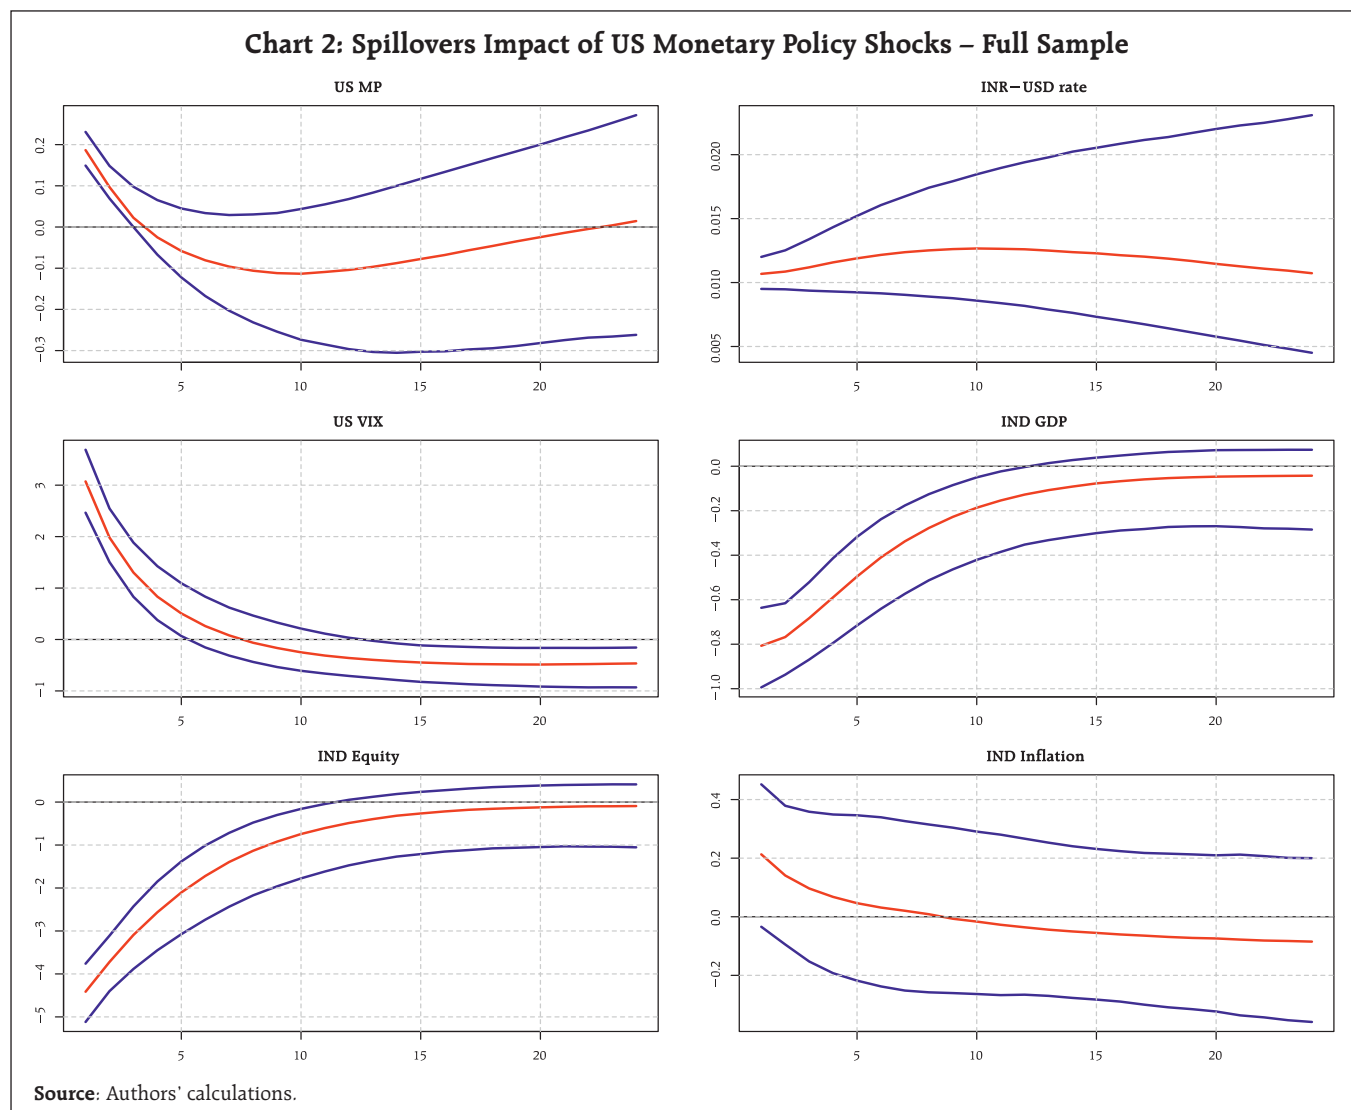 Chart 2: Spillovers Impact of US Monetary Policy Shocks – Full Sample
US MP
0.2
0.1
0.0
−0.1
−0.2
−0.3
5 10 15 20
INR−USD rate
0.020
0.015
0.010
0.005
5 10 15 20
US VIX
3
2
1
0
−1
5 10 15 20
IND GDP
0.0
−0.2
−0.4
−0.6
−0.8
−1.0
5 10 15 20
IND Equity
0
−1
−2
−3
−4
−5
5 10 15 20
IND Inflation
0.4
0.2
0.0
−0.2
5 10 15 20
Source: Authors' calculations.